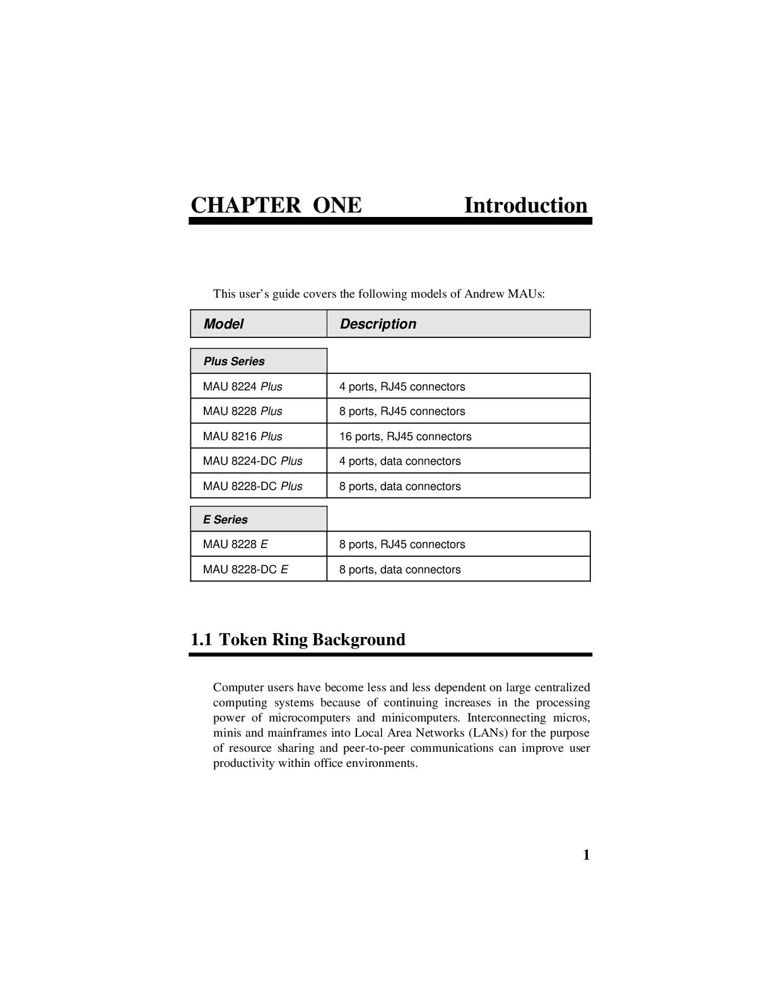 CHAPTER ONE Introduction
This user's guide covers the following models of Andrew MAUs:
Model Description
Plus Series
MAU 8224 Plus 4 ports, RJ45 connectors
MAU 8228 Plus 8 ports, RJ45 connectors
MAU 8216 Plus 16 ports, RJ45 connectors
MAU 8224-DC Plus 4 ports, data connectors
MAU 8228-DC Plus 8 ports, data connectors
E Series
MAU 8228 E 8 ports, RJ45 connectors
MAU 8228-DC E 8 ports, data connectors
1.1 Token Ring Background
Computer users have become less and less dependent on large centralized
computing systems because of continuing increases in the processing
power of microcomputers and minicomputers. Interconnecting micros,
minis and mainframes into Local Area Networks (LANs) for the purpose
of resource sharing and peer-to-peer communications can improve user
productivity within office environments.
1